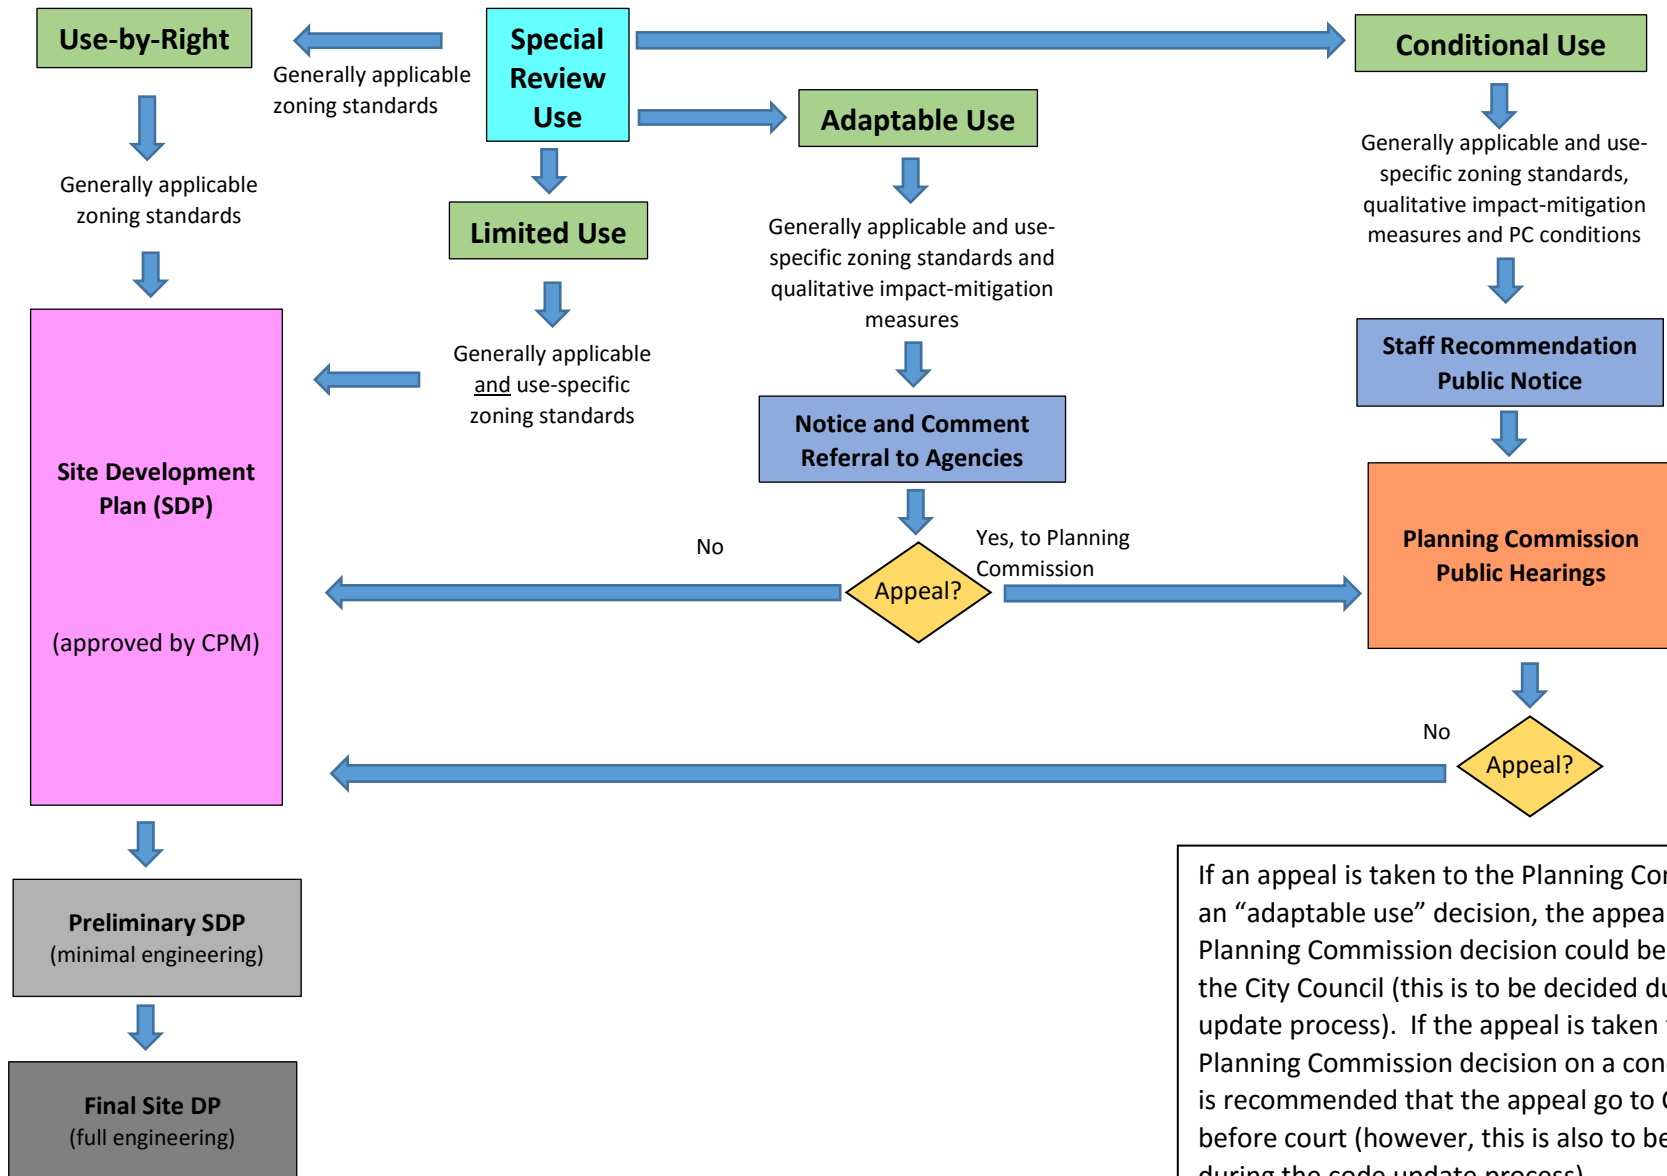 Use-by-Right
Generally applicable
zoning standards
Special
Review
Use
Conditional Use
Adaptable Use
Limited Use
Generally applicable
zoning standards
Generally applicable
and use-specific
zoning standards
Generally applicable and use-
specific zoning standards and
qualitative impact-mitigation
measures
Generally applicable and use-
specific zoning standards,
qualitative impact-mitigation
measures and PC conditions
Staff Recommendation
Public Notice
Notice and Comment
Referral to Agencies
Site Development
Plan (SDP)
(approved by CPM)
No
Appeal?
Yes, to Planning
Commission
Planning Commission
Public Hearings
No
Appeal?
Preliminary SDP
(minimal engineering)
Final Site DP
(full engineering)
If an appeal is taken to the Planning
an “adaptable use” decision, the appea
Planning Commission decision could be
the City Council (this is to be decided
update process). If the appeal is taken
Planning Commission decision on a
is recommended that the appeal go to
before court (however, this is also to be
during the code update process).